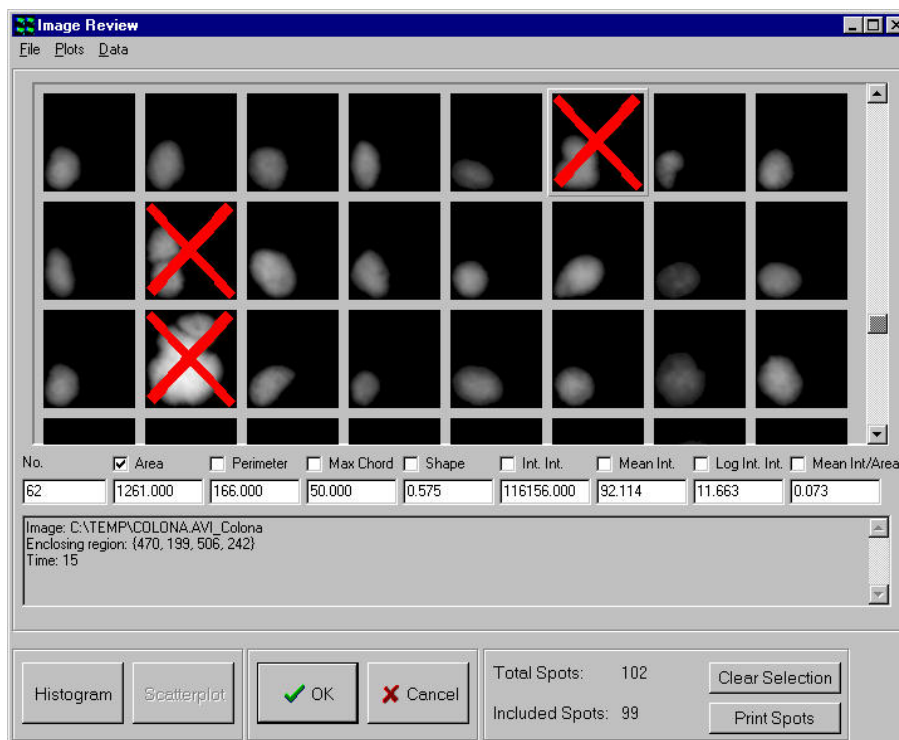 Image Review
File Plots Data
No. Area Perimeter Max Chord Shape Int. Int. Mean Int. Log Int. Int. Mean Int/Area
62 1261.000 166.000 50.000 0.575 116156.000 92.114 11.663 0.073
Image: C:\TEMP\COLONA.AVI_Colona
Enclosing region: {470, 199, 506, 242}
Time: 15
Histogram Scatterplot OK Cancel Total Spots: 102 Clear Selection
Included Spots: 99 Print Spots